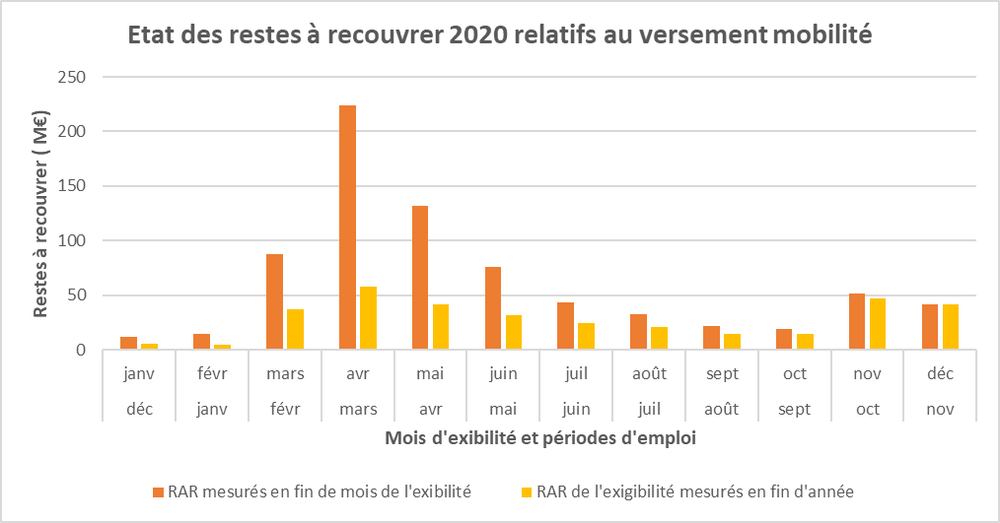 Etat des restes à recouvrer 2020 relatifs au versement mobilité
Restes à recouvrer ( M€)
250
200
150
100
50
0
janv févr mars avr mai juin juil août sept oct nov déc
déc janv févr mars avr mai juin juil août sept oct nov
Mois d'exibilité et périodes d'emploi
RAR mesurés en fin de mois de l'exibilité RAR de l'exigibilité mesurés en fin d'année